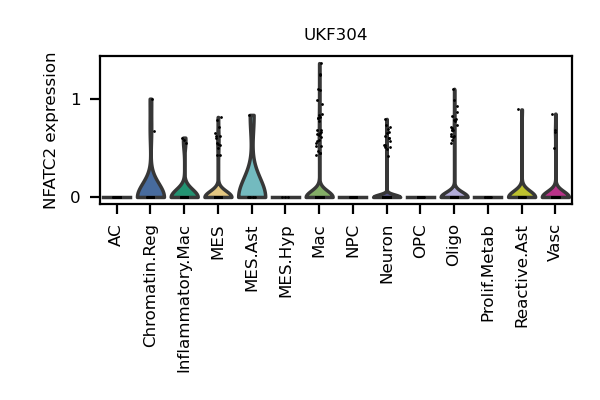 UKF304
NFATC2 expression
1
0
AC
Chromatin.Reg
Inflammatory.Mac
MES
MES.Ast
MES.Hyp
Mac
NPC
Neuron
OPC
Oligo
Prolif.Metab
Reactive.Ast
Vasc